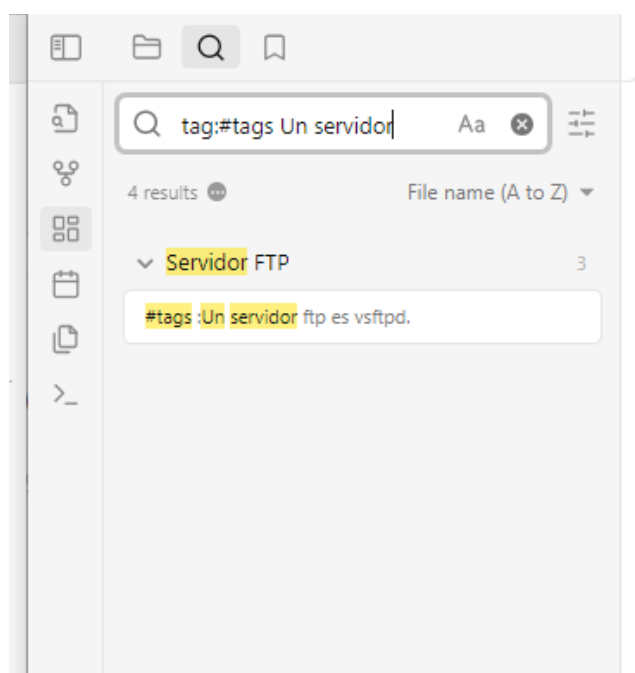 tag:#tags Un servidor Aa
4 results File name (A to Z)
Servidor FTP 3
#tags :Un servidor ftp es vsftpd.